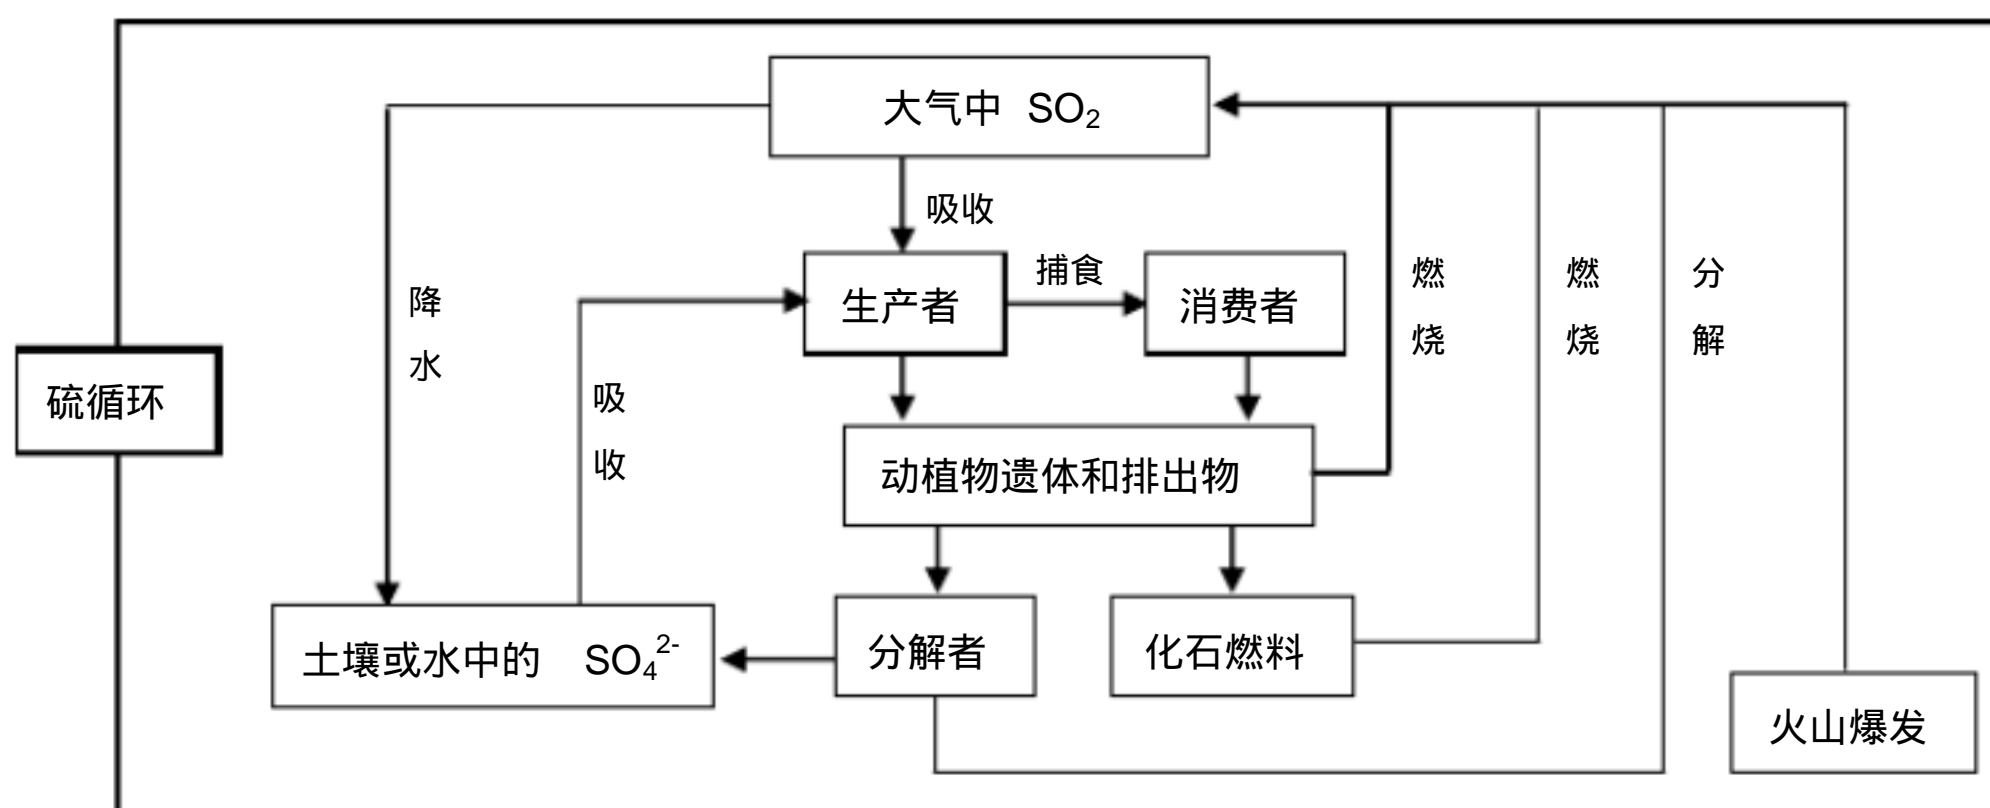 大气中 SO₂
吸收
捕食
生产者
消费者
降水
吸收
燃烧
燃烧
分解
硫循环
动植物遗体和排出物
土壤或水中的 SO₄²⁻
分解者
化石燃料
火山爆发